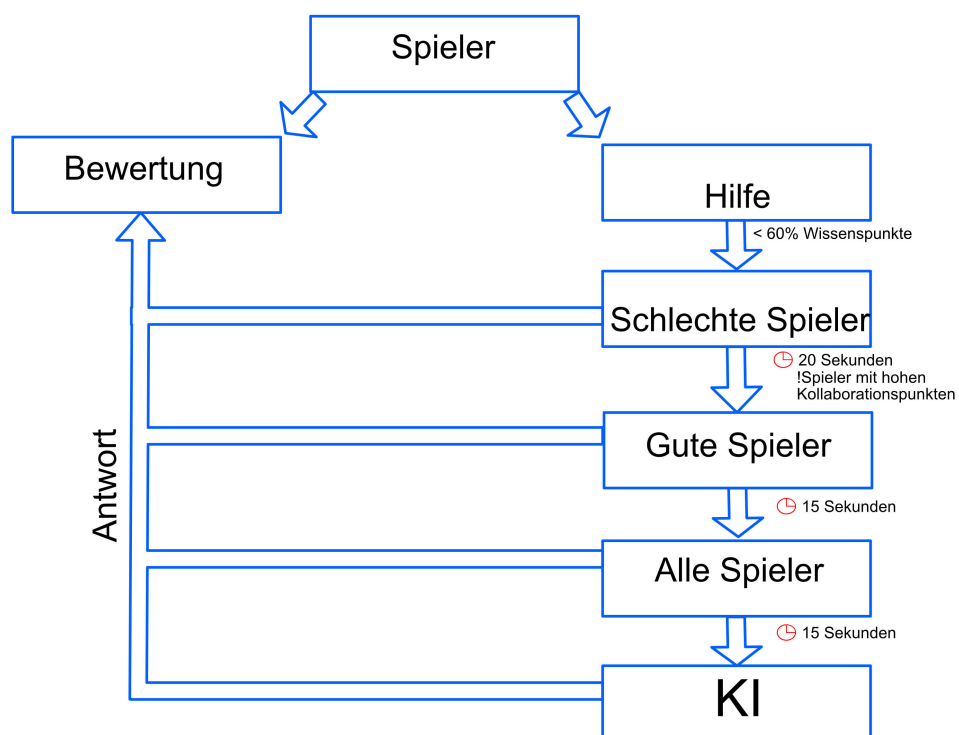 Spieler
Bewertung
Hilfe
< 60% Wissenspunkte
Schlechte Spieler
20 Sekunden
!Spieler mit hohen
Kollaborationspunkten
Gute Spieler
15 Sekunden
Antwort
Alle Spieler
15 Sekunden
KI